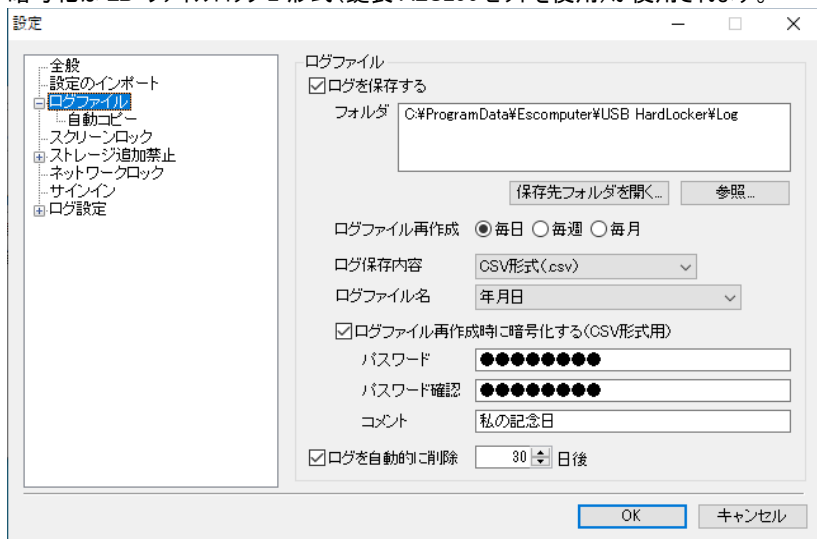 設定
全般
設定のインポート
ログファイル
自動コピー
スクリーンロック
ストレージ追加禁止
ネットワークロック
サインイン
ログ設定
ログファイル
ログを保存する
フォルダ C:¥ProgramData¥Escomputer¥USB HardLocker¥Log
保存先フォルダを開く... 参照...
ログファイル再作成 毎日 毎週 毎月
ログ保存内容 CSV形式(.csv)
ログファイル名 年月日
ログファイル再作成時に暗号化する(CSV形式用)
パスワード ●●●●●●●●
パスワード確認 ●●●●●●●●
コメント 私の記念日
ログを自動的に削除 30 日後
OK キャンセル